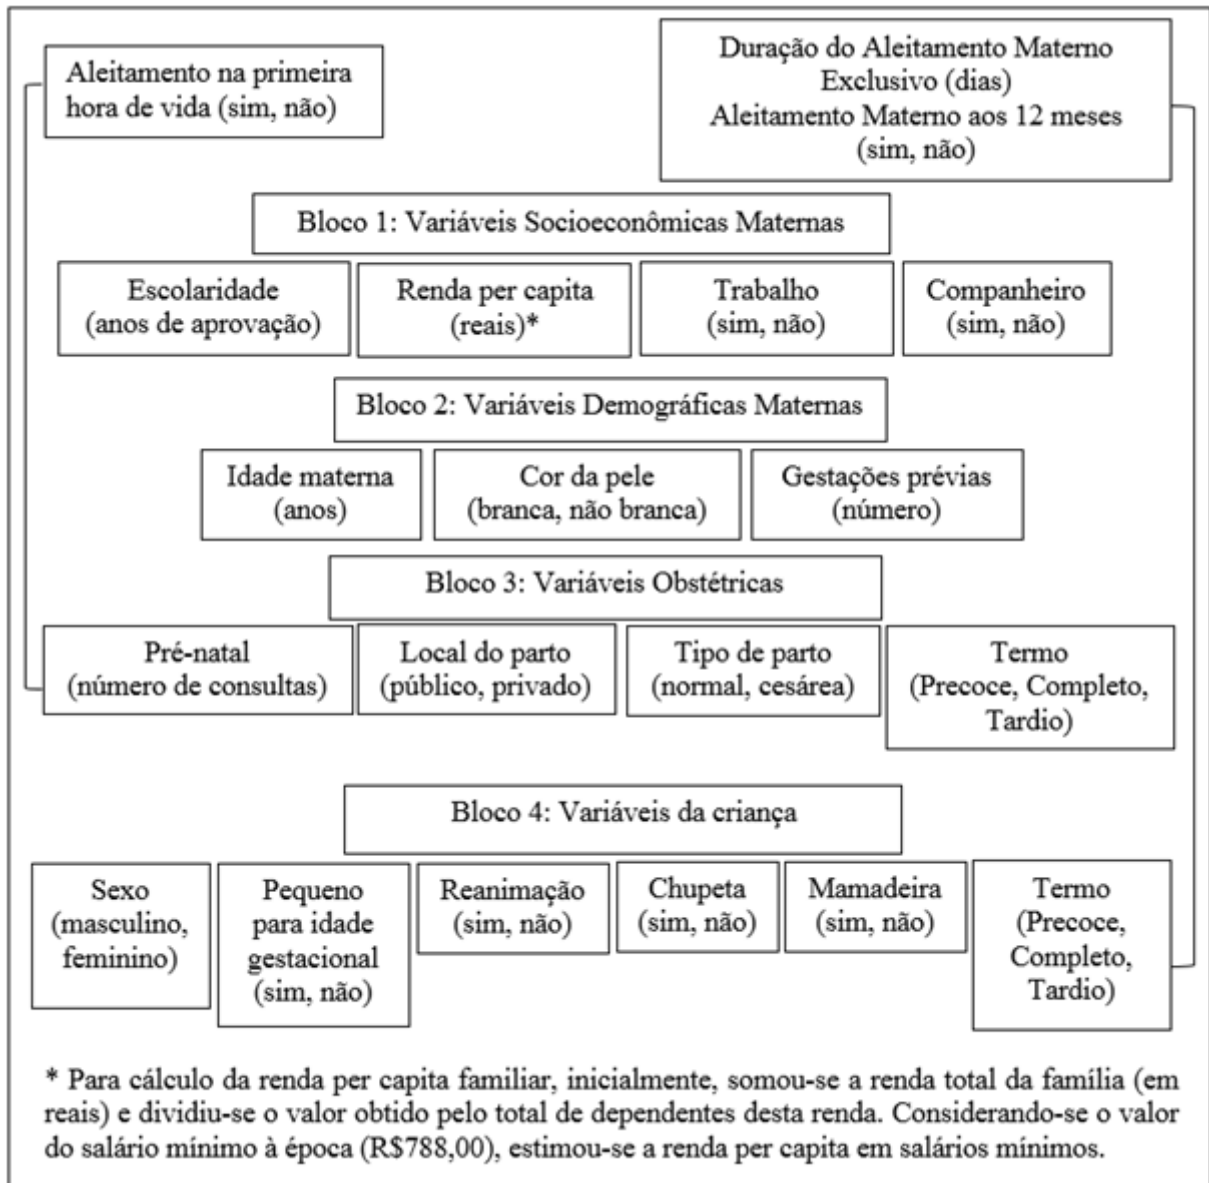 Aleitamento na primeira
hora de vida (sim, não)
Duração do Aleitamento Materno
Exclusivo (dias)
Aleitamento Materno aos 12 meses
(sim, não)
Bloco 1: Variáveis Socioeconômicas Maternas
Escolaridade
(anos de aprovação)
Renda per capita
(reais)*
Trabalho
(sim, não)
Companheiro
(sim, não)
Bloco 2: Variáveis Demográficas Maternas
Idade materna
(anos)
Cor da pele
(branca, não branca)
Gestações prévias
(número)
Bloco 3: Variáveis Obstétricas
Pré-natal
(número de consultas)
Local do parto
(público, privado)
Tipo de parto
(normal, cesárea)
Termo
(Precoce, Completo,
Tardio)
Bloco 4: Variáveis da criança
Sexo
(masculino,
feminino)
Pequeno
para idade
gestacional
(sim, não)
Reanimação
(sim, não)
Chupeta
(sim, não)
Mamadeira
(sim, não)
Termo
(Precoce,
Completo,
Tardio)
* Para cálculo da renda per capita familiar, inicialmente, somou-se a renda total da família (em
reais) e dividiu-se o valor obtido pelo total de dependentes desta renda. Considerando-se o valor
do salário mínimo à época (R$788,00), estimou-se a renda per capita em salários mínimos.